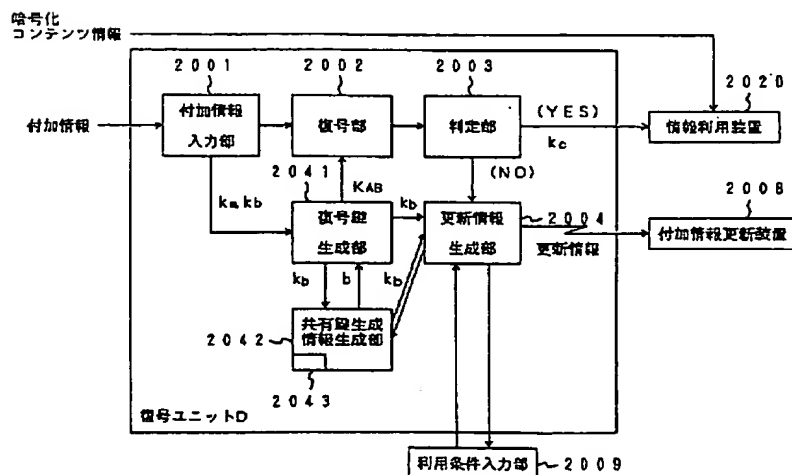 暗号化
コンテンツ情報
2001
2002
2003
2020
付加情報
付加情報
入力部
復号部
判定部
(YES)
kc
情報利用装置
2041
KAB
(NO)
2008
ka,kb
復号鍵
生成部
kb
更新情報
生成部
2004
更新情報
付加情報更新装置
kb
b
kb
2042
共有鍵生成
情報生成部
2043
復号ユニットD
利用条件入力部
2009